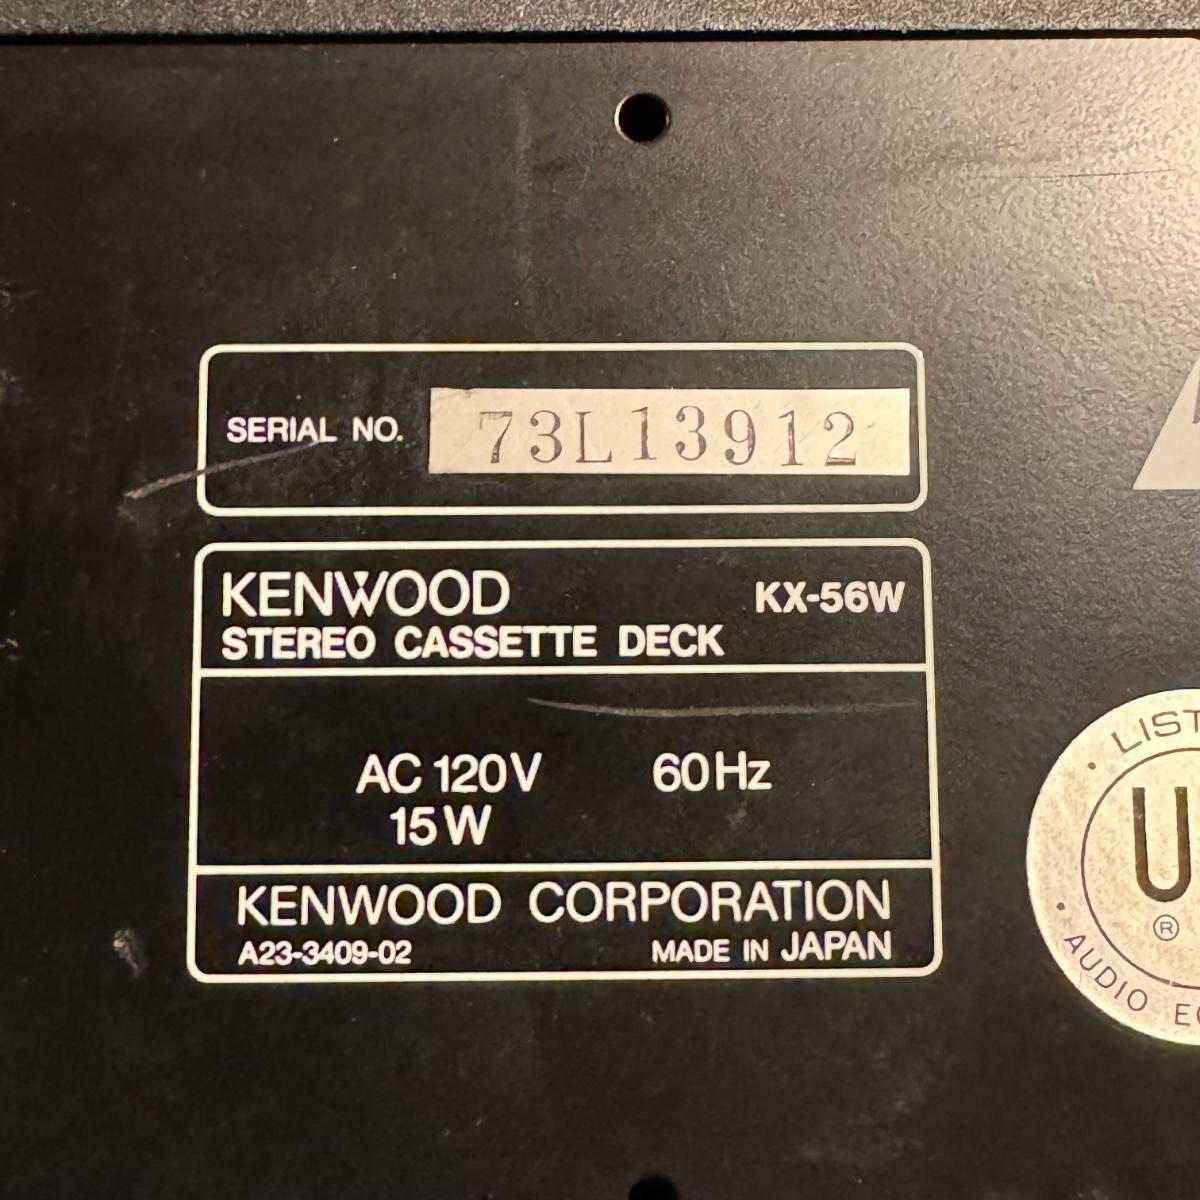 SERIAL NO. 73L13912
KENWOOD KX-56W
STEREO CASSETTE DECK
AC 120V 60Hz
15W
KENWOOD CORPORATION
A23-3409-02 MADE IN JAPAN
U
®
AUDIO